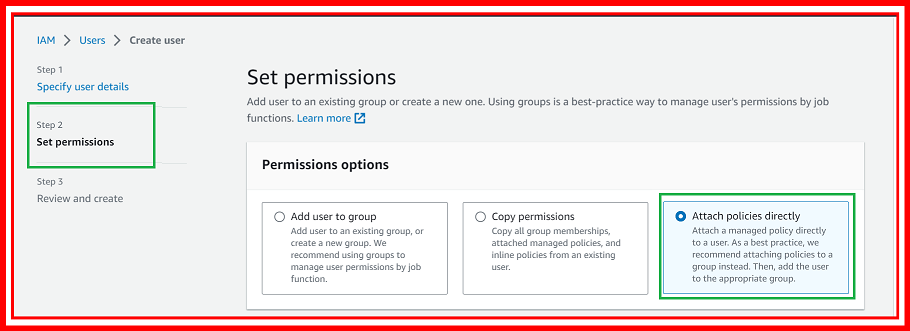 IAM > Users > Create user
Step 1
Specify user details
Step 2
Set permissions
Step 3
Review and create
Set permissions
Add user to an existing group or create a new one. Using groups is a best-practice way to manage user's permissions by job
functions. Learn more
Permissions options
Add user to group
Add user to an existing group, or
create a new group. We
recommend using groups to
manage user permissions by job
function.
Copy permissions
Copy all group memberships,
attached managed policies, and
inline policies from an existing
user.
Attach policies directly
Attach a managed policy directly
to a user. As a best practice, we
recommend attaching policies to a
group instead. Then, add the user
to the appropriate group.